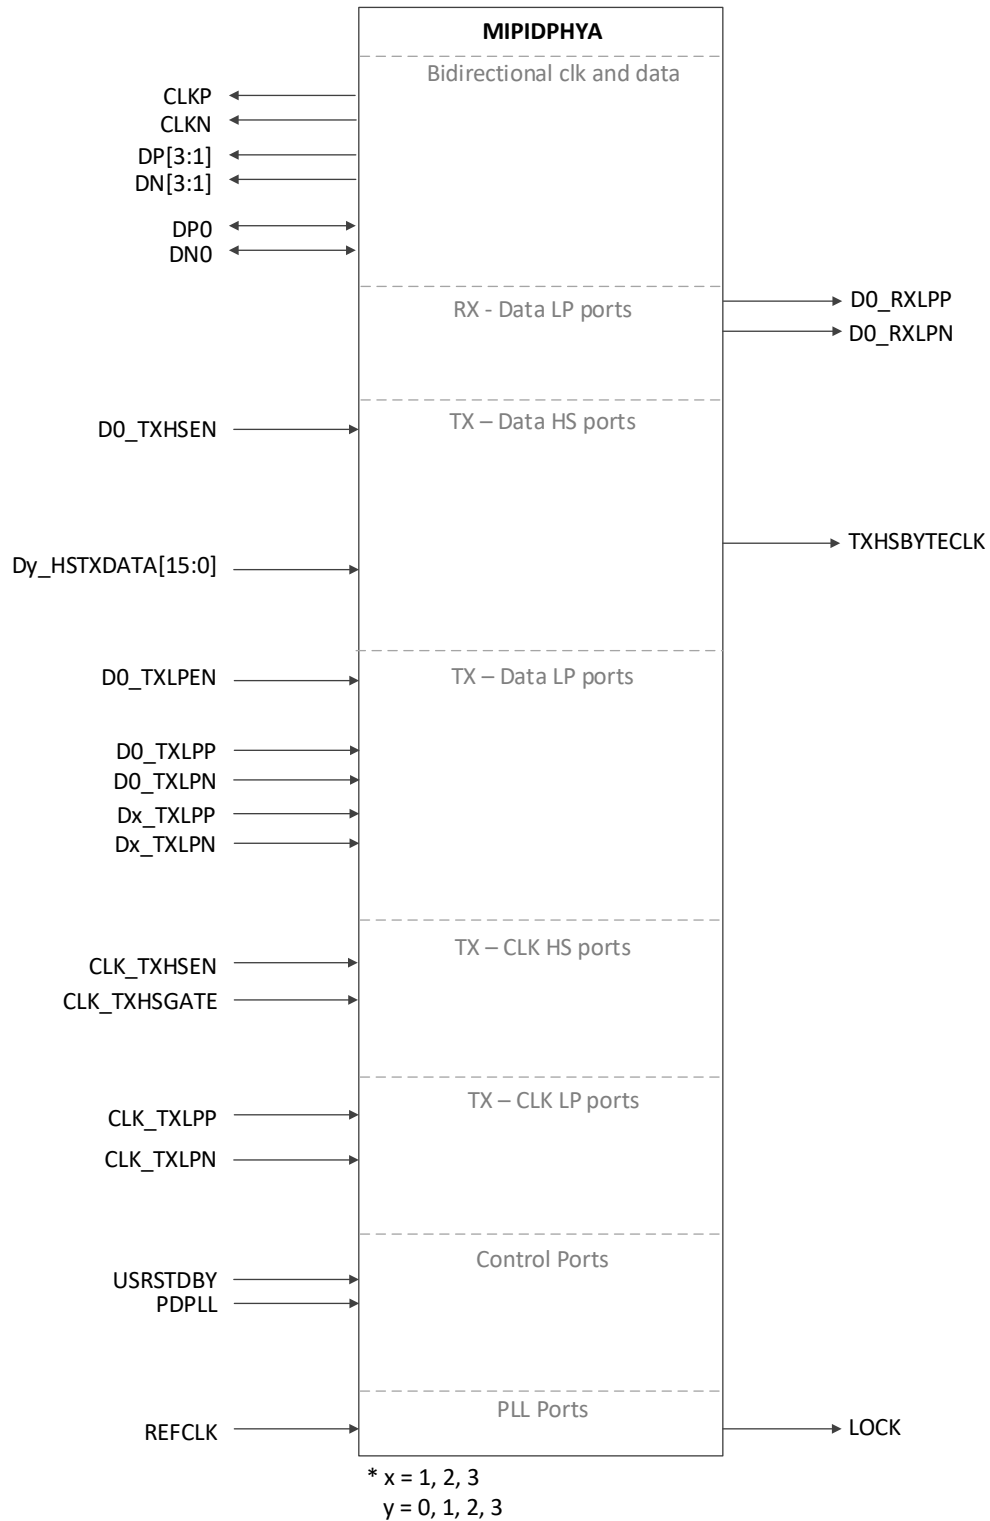 MIPIDPHYA
Bidirectional clk and data
CLKP
CLKN
DP[3:1]
DN[3:1]
DP0
DN0
RX - Data LP ports
D0_RXLPP
D0_RXLPN
TX – Data HS ports
D0_TXHSEN
TXHSBYTECLK
Dy_HSTXDATA[15:0]
TX – Data LP ports
D0_TXLPEN
D0_TXLPP
D0_TXLPN
Dx_TXLPP
Dx_TXLPN
TX – CLK HS ports
CLK_TXHSEN
CLK_TXHSGATE
TX – CLK LP ports
CLK_TXLPP
CLK_TXLPN
Control Ports
USRSTDBY
PDPLL
PLL Ports
REFCLK
LOCK
* x = 1, 2, 3
y = 0, 1, 2, 3